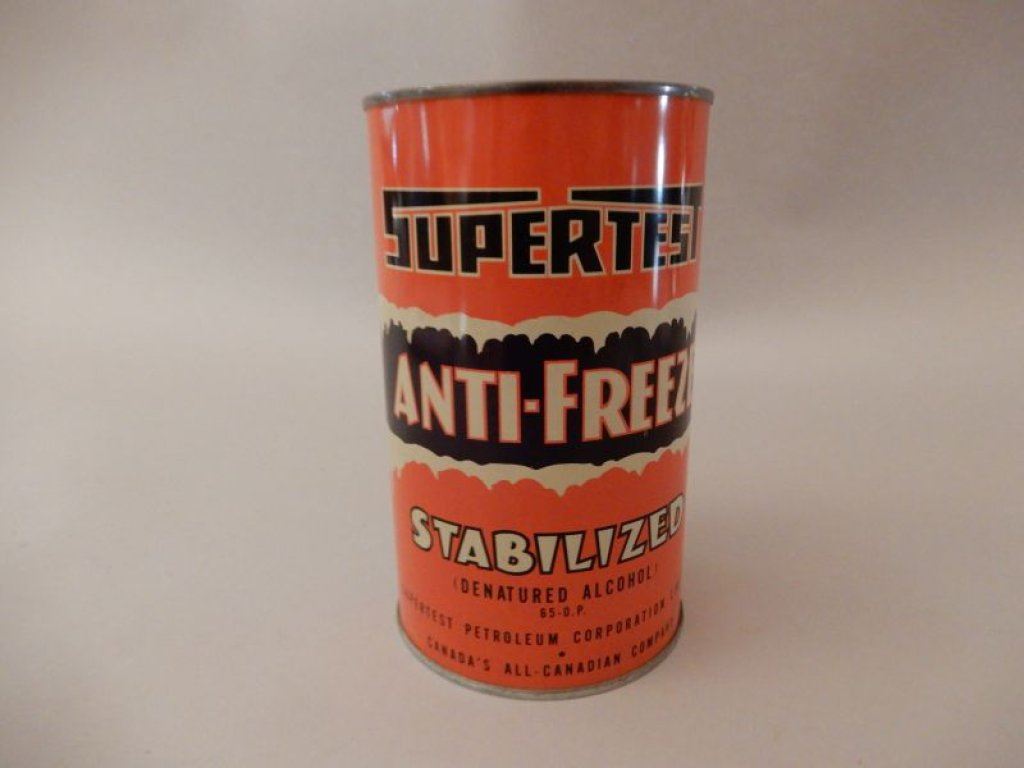 SUPERTEST
ANTI-FREEZE
STABILIZED
(DENATURED ALCOHOL)
65-O.P.
SUPERTEST PETROLEUM CORPORATION
CANADA'S ALL-CANADIAN COMPANY